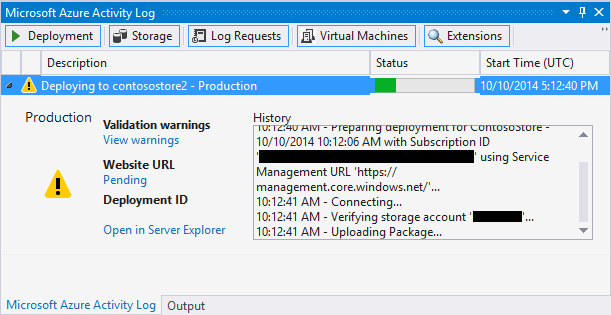 Microsoft Azure Activity Log
Deployment Storage Log Requests Virtual Machines Extensions
Description Status Start Time (UTC)
Deploying to contosostore2 - Production 10/10/2014 5:12:40 PM
Production
Validation warnings
View warnings
Website URL
Pending
Deployment ID
Open in Server Explorer
History
10:12:40 AM - Preparing deployment for ContosoStore -
10/10/2014 10:12:06 AM with Subscription ID
' ' using Service
Management URL 'https://
management.core.windows.net/'...
10:12:41 AM - Connecting...
10:12:41 AM - Verifying storage account ' '...
10:12:41 AM - Uploading Package...
Microsoft Azure Activity Log Output